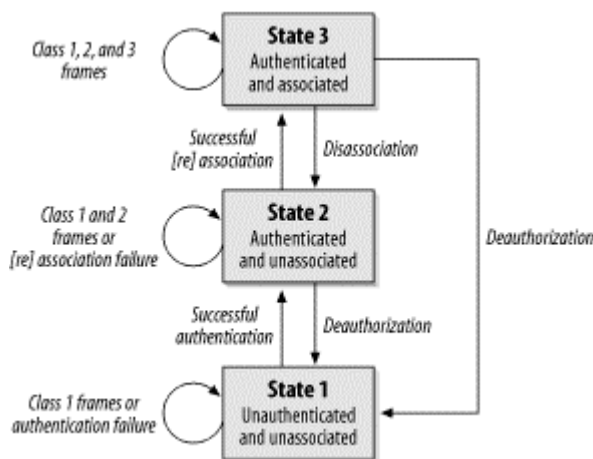 State 3
Authenticated
and associated
Class 1, 2, and 3
frames
Successful
[re] association
Disassociation
State 2
Authenticated
and unassociated
Class 1 and 2
frames or
[re] association failure
Deauthorization
Successful
authentication
Deauthorization
State 1
Unauthenticated
and unassociated
Class 1 frames or
authentication failure